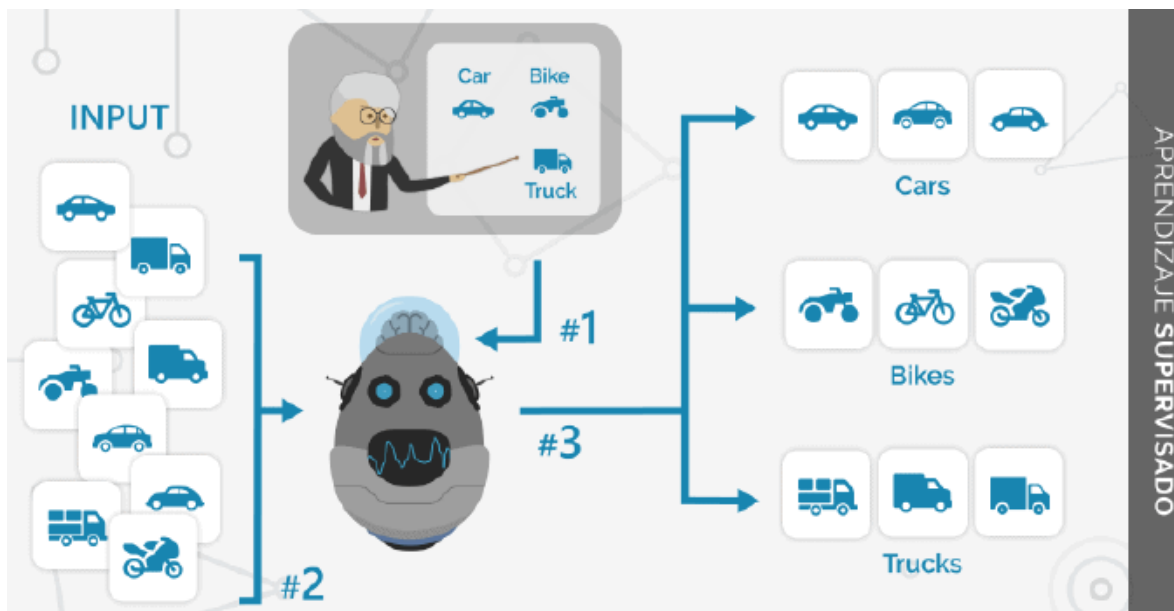 INPUT
Car Bike
Truck
#1
#2
#3
Cars
Bikes
Trucks
APRENDIZAJE SUPERVISADO